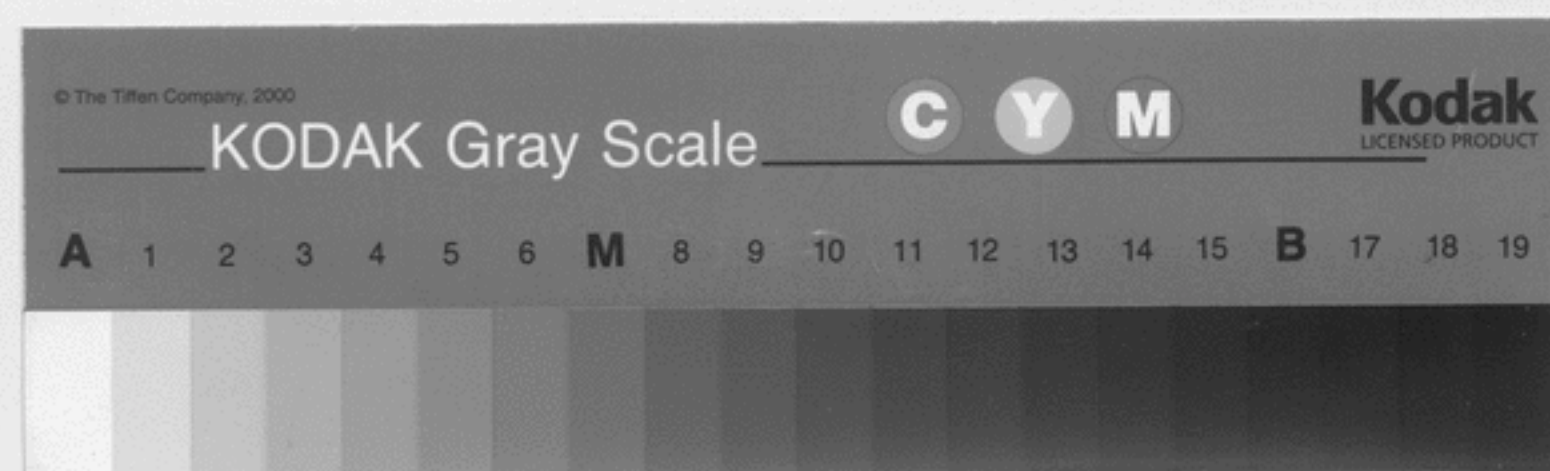 © The Tiffen Company, 2000
KODAK Gray Scale
C Y M
Kodak
LICENSED PRODUCT
A 1 2 3 4 5 6 M 8 9 10 11 12 13 14 15 B 17 18 19